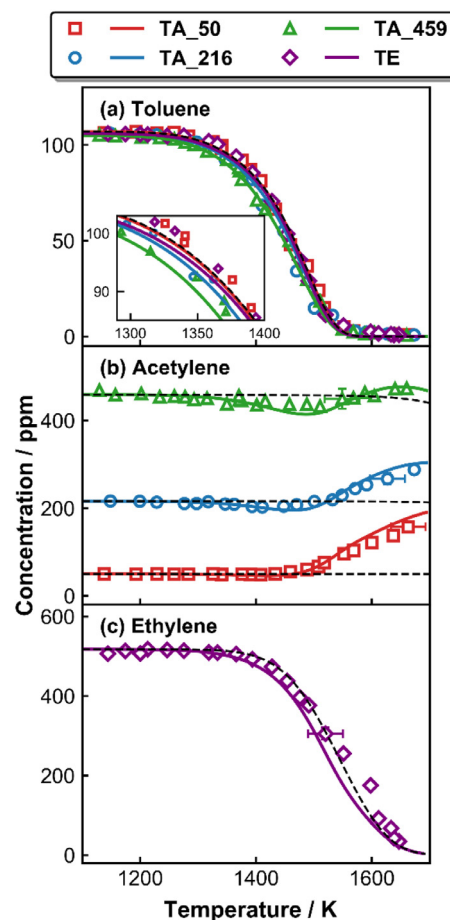 TA_50 TA_459
TA_216 TE
(a) Toluene
100
50
0
100
90
1300 1350 1400
(b) Acetylene
400
200
0
(c) Ethylene
600
400
200
0
1200 1400 1600
Concentration / ppm
Temperature / K